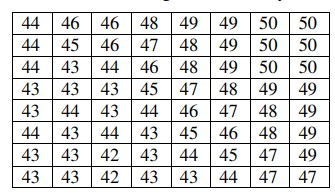 44 46 46 48 49 49 50 50
44 45 46 47 48 49 50 50
44 43 44 46 48 49 50 50
43 43 43 45 47 48 49 49
43 44 43 44 46 47 48 49
44 43 44 43 45 46 48 49
43 43 42 43 44 45 47 49
43 43 42 43 43 44 47 47